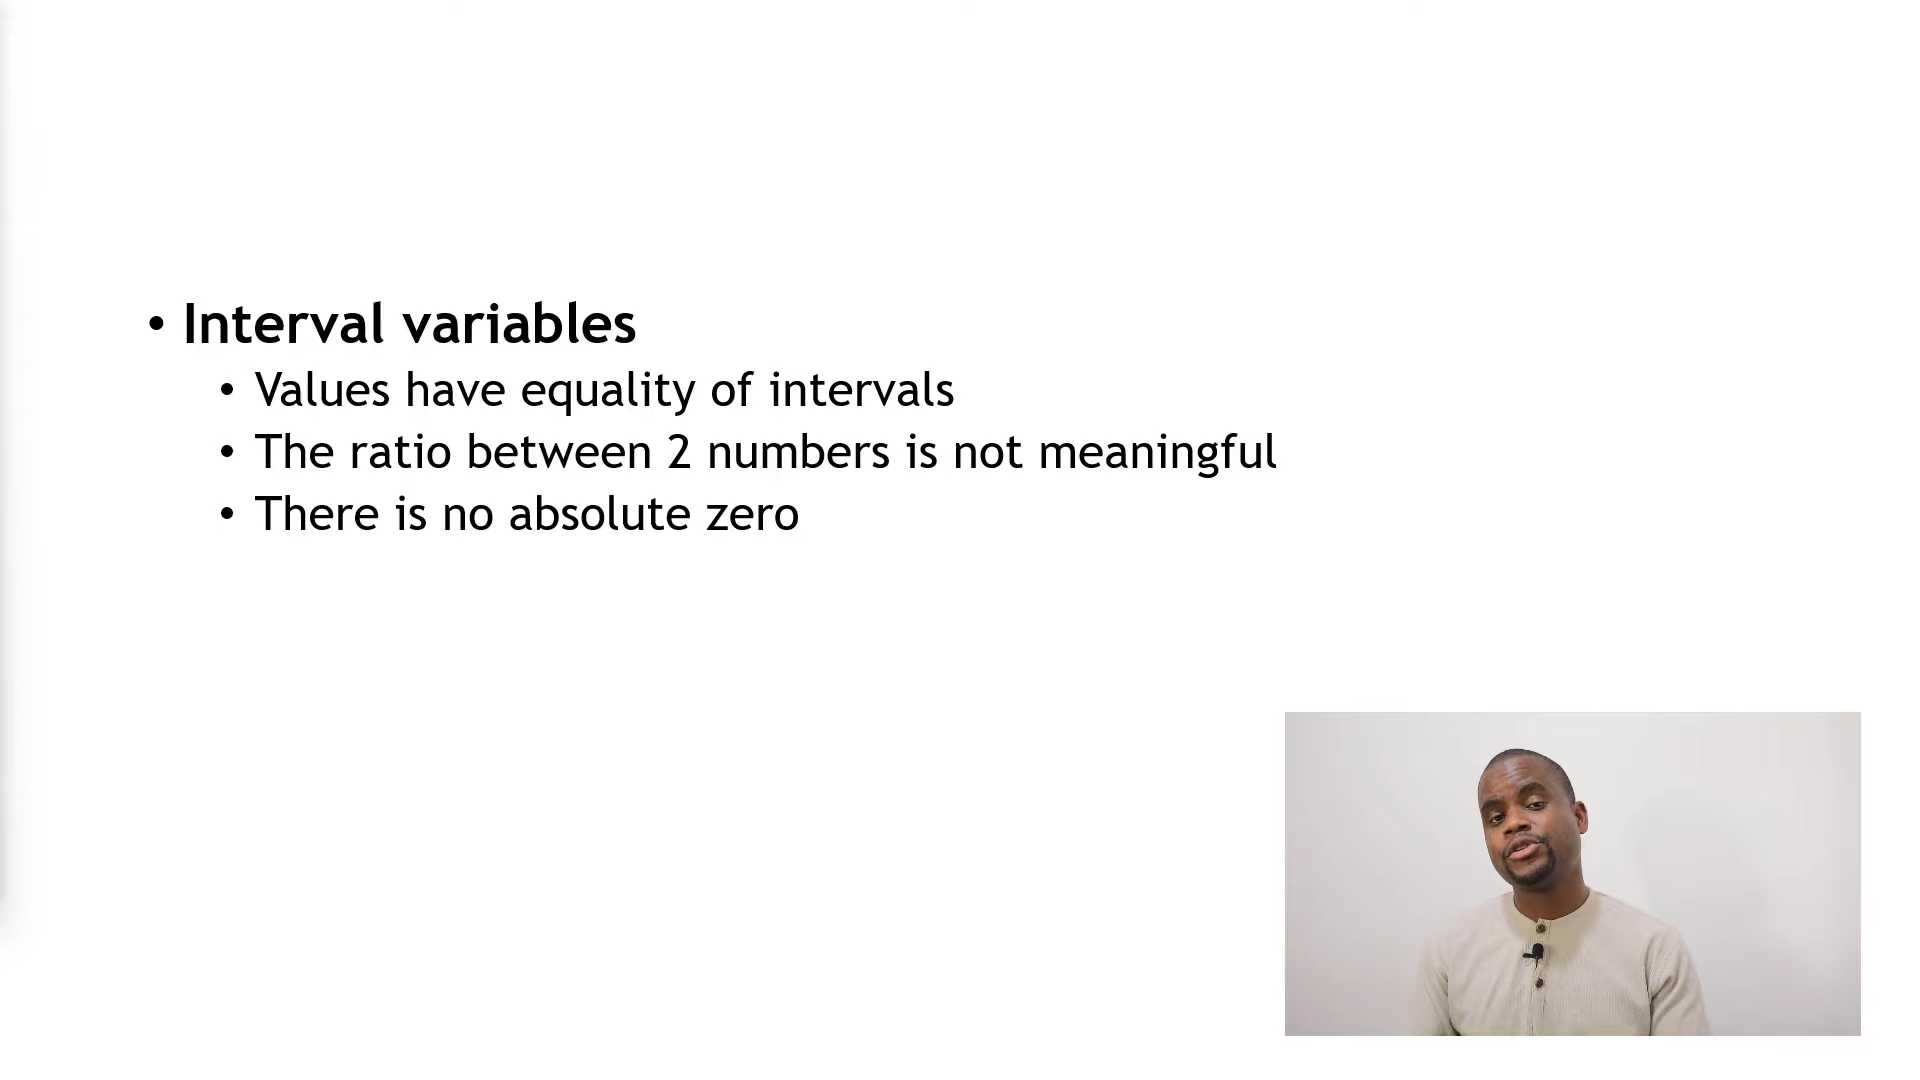 • Interval variables
• Values have equality of intervals
• The ratio between 2 numbers is not meaningful
• There is no absolute zero